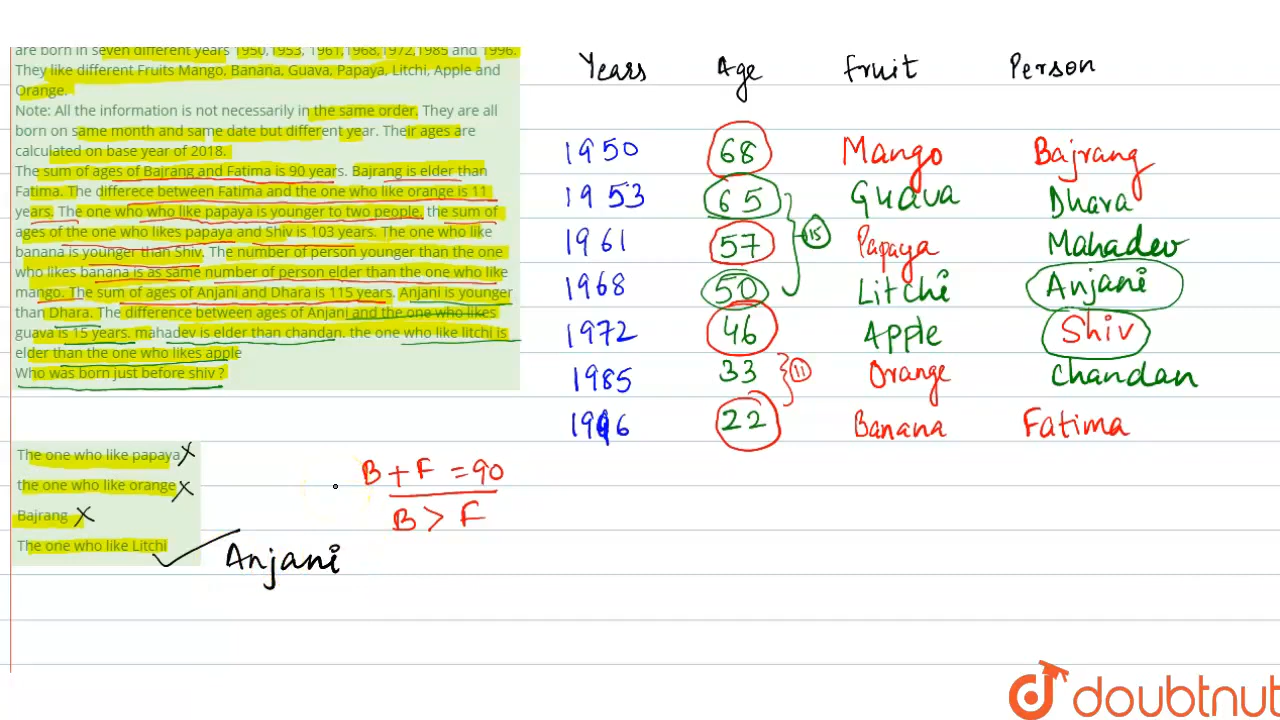 are born in seven different years 1950,1953, 1961,1968,1972,1985 and 1996.
They like different Fruits Mango, Banana, Guava, Papaya, Litchi, Apple and
Orange.
Note: All the information is not necessarily in the same order. They are all
born on same month and same date but different year. Their ages are
calculated on base year of 2018.
The sum of ages of Bajrang and Fatima is 90 years. Bajrang is elder than
Fatima. The differece between Fatima and the one who like orange is 11
years. The one who who like papaya is younger to two people. the sum of
ages of the one who likes papaya and Shiv is 103 years. The one who like
banana is younger than Shiv. The number of person younger than the one
who likes banana is as same number of person elder than the one who like
mango. The sum of ages of Anjani and Dhara is 115 years. Anjani is younger
than Dhara. The difference between ages of Anjani and the one who likes
guava is 15 years. mahadev is elder than chandan. the one who like litchi is
elder than the one who likes apple
Who was born just before shiv ?
The one who like papaya X
the one who like orange X
Bajrang X
The one who like Litchi
Anjani
B + F = 90
B > F
Years Age Fruit Person
1950 68 Mango Bajrang
1953 65 Guava Dhara
15
1961 57 Papaya Mahadev
1968 50 Litchi Anjani
1972 46 Apple Shiv
1985 33 Orange Chandan
11
1996 22 Banana Fatima
doubtnut